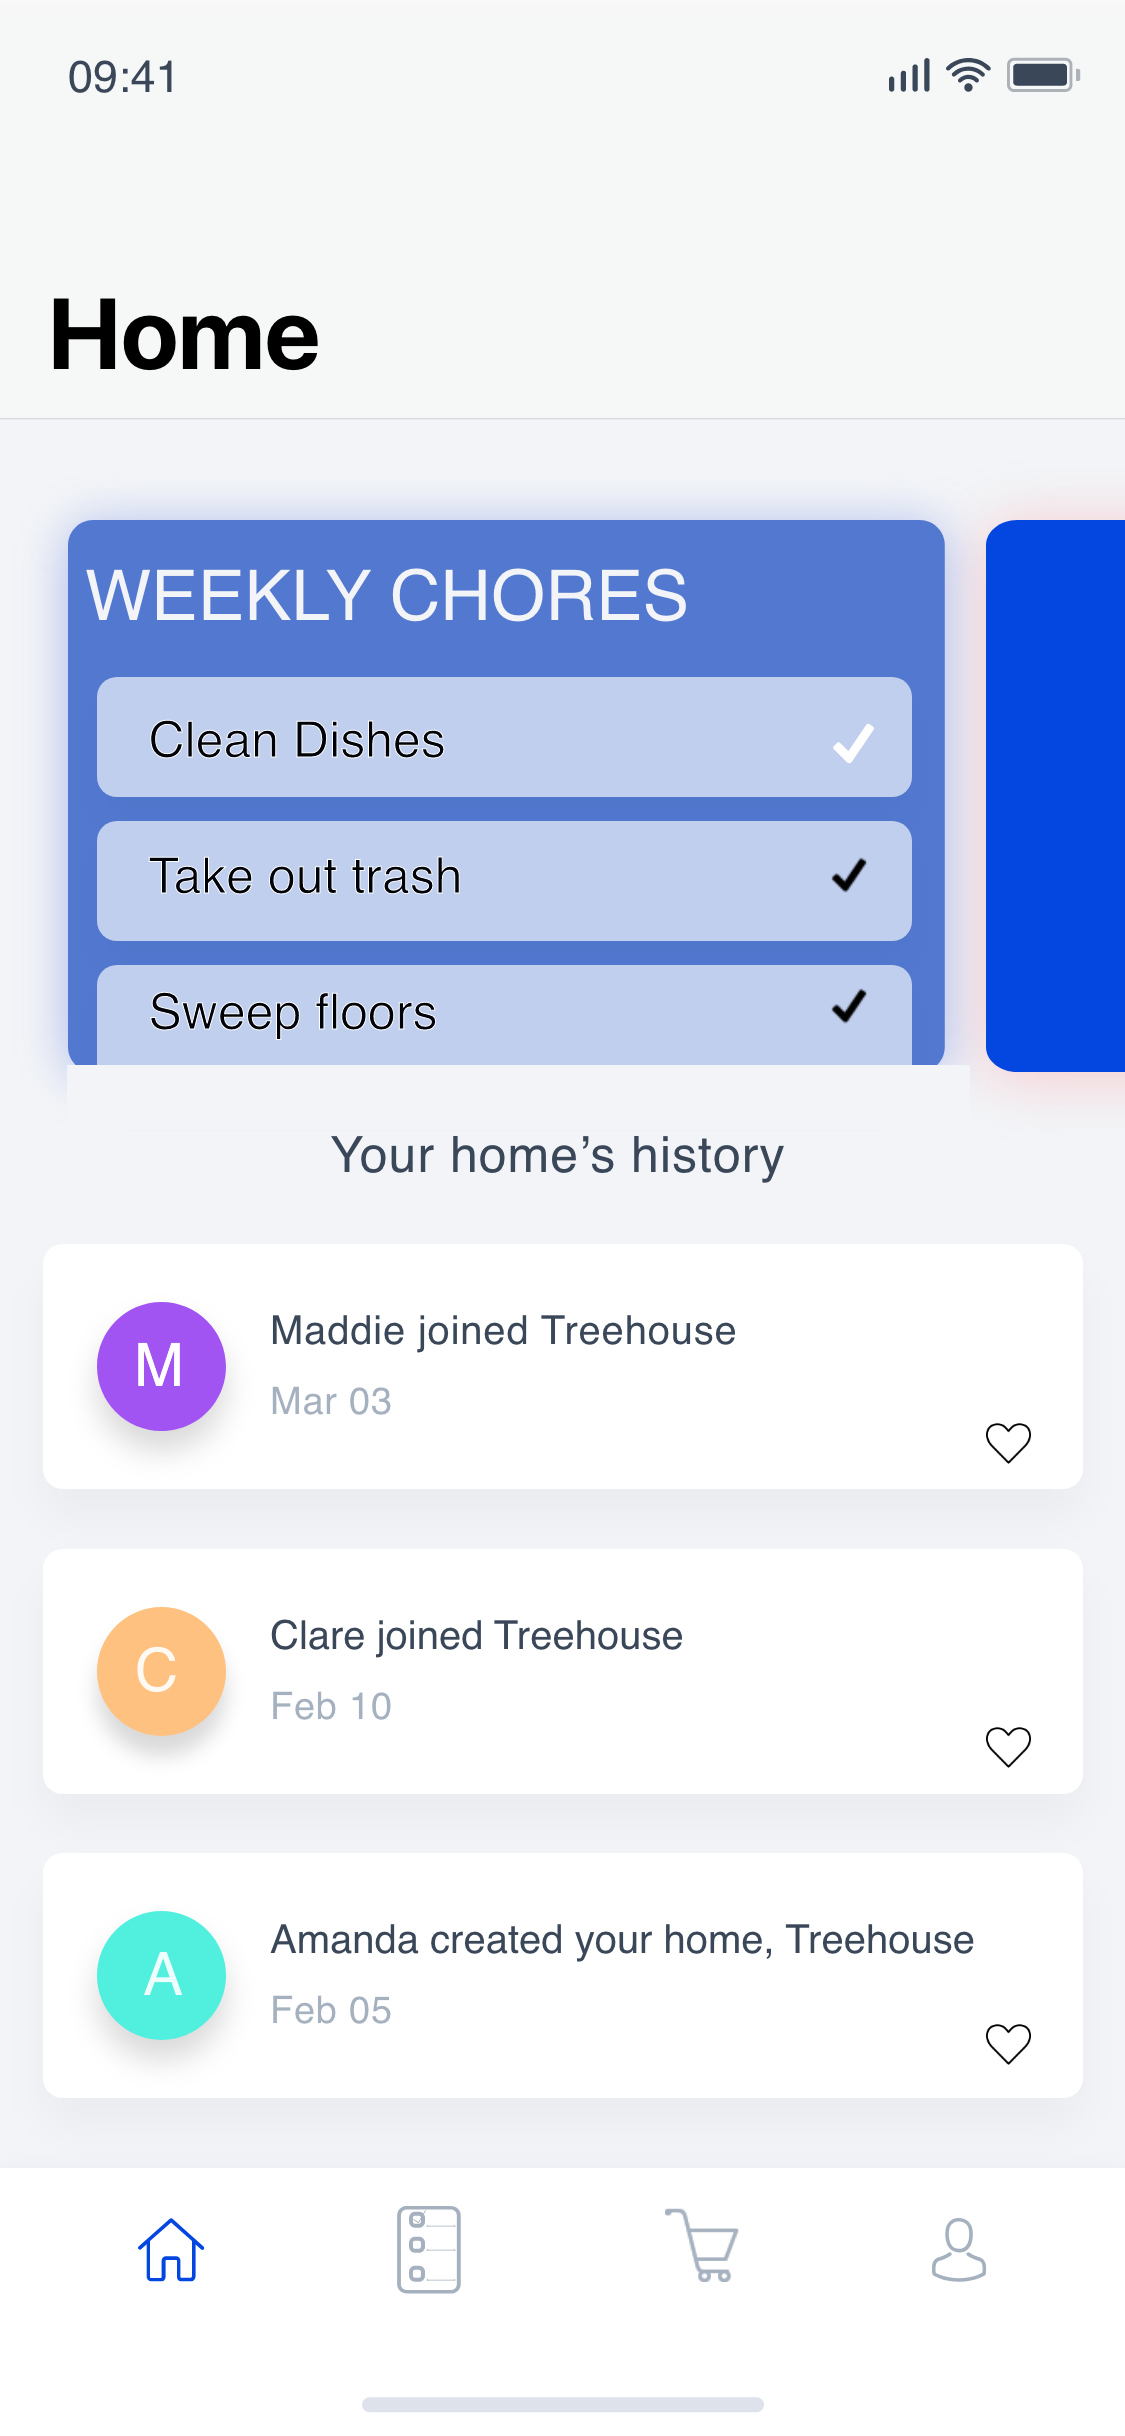 09:41
Home
WEEKLY CHORES
Clean Dishes
Take out trash
Sweep floors
Your home’s history
M
Maddie joined Treehouse
Mar 03
C
Clare joined Treehouse
Feb 10
A
Amanda created your home, Treehouse
Feb 05